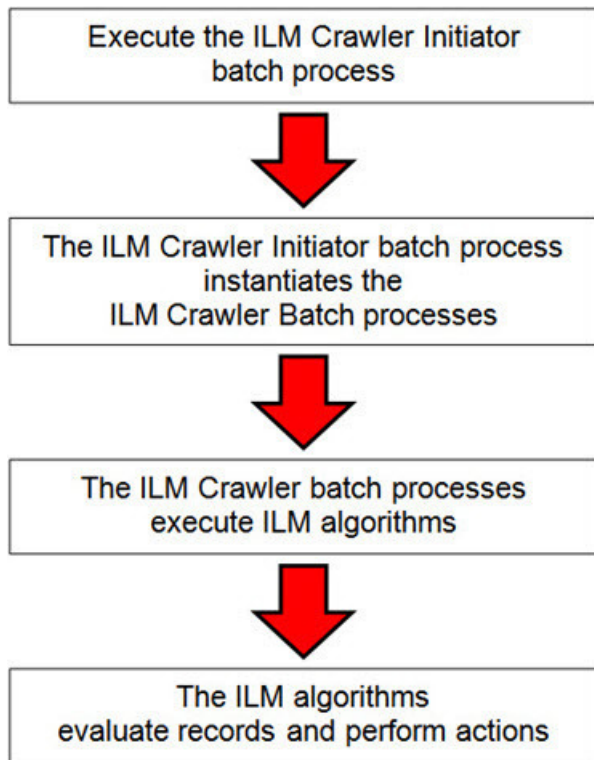 Execute the ILM Crawler Initiator
batch process
The ILM Crawler Initiator batch process
instantiates the
ILM Crawler Batch processes
The ILM Crawler batch processes
execute ILM algorithms
The ILM algorithms
evaluate records and perform actions